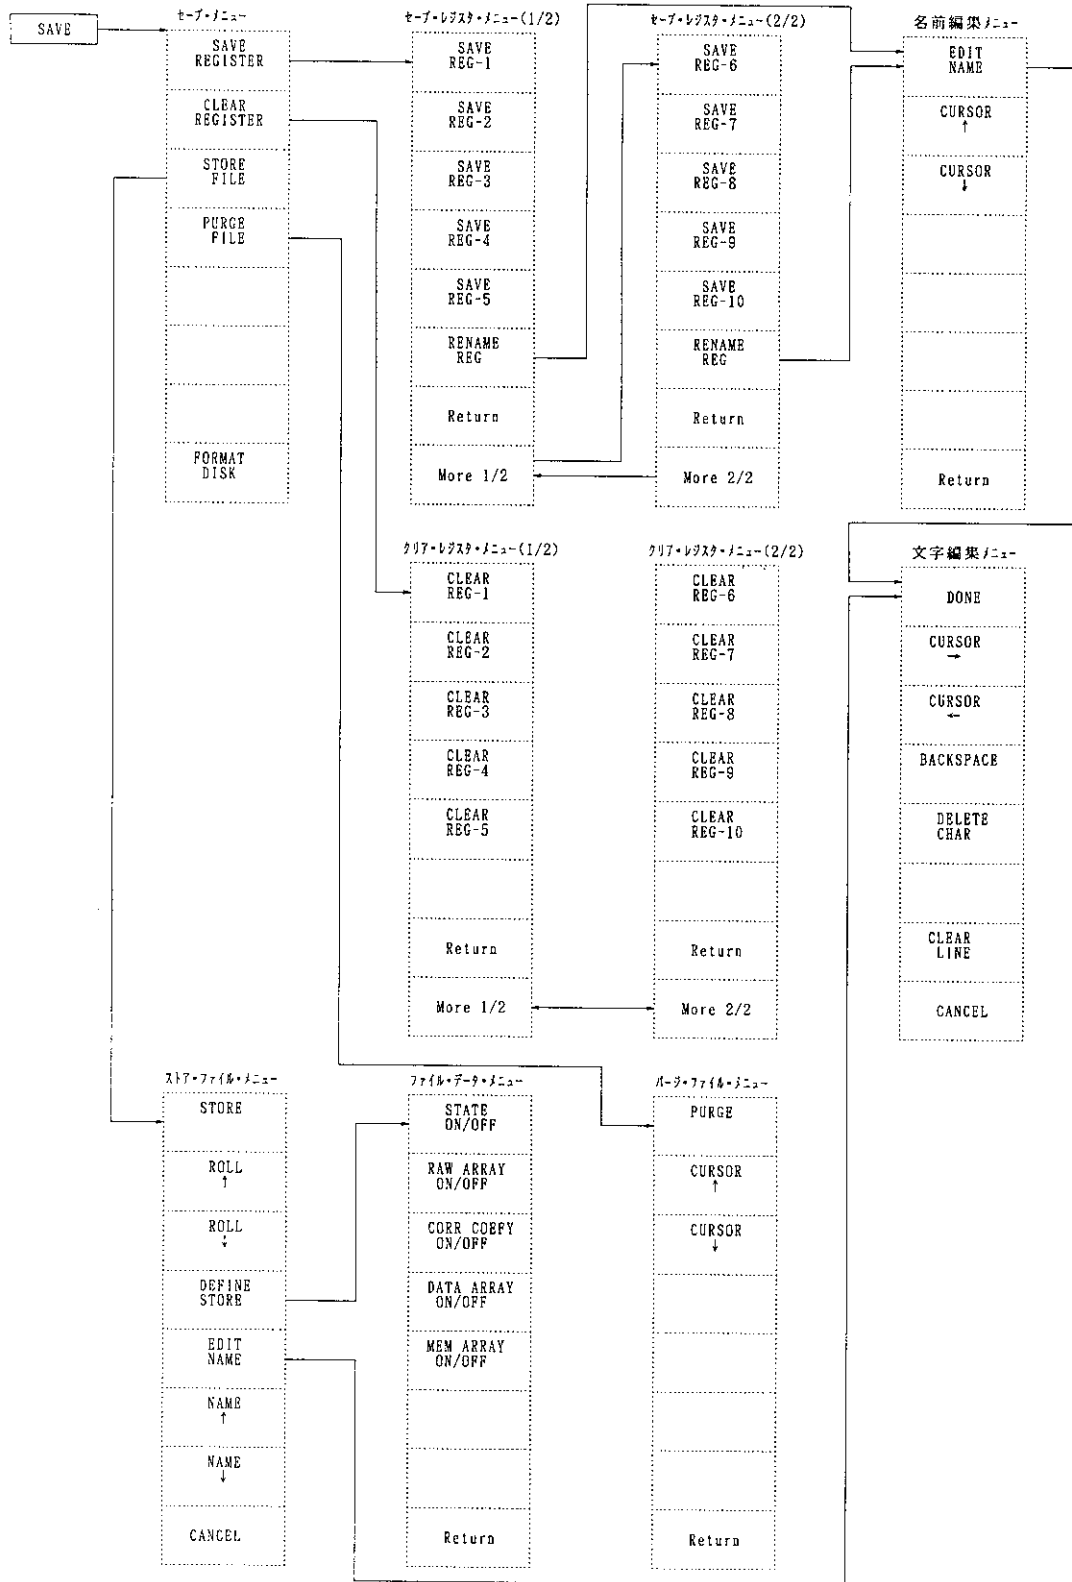 SAVE
セーブ・メニュー
SAVE
REGISTER
CLEAR
REGISTER
STORE
FILE
PURGE
FILE
FORMAT
DISK
セーブ・レジスタ・メニュー(1/2)
SAVE
REG-1
SAVE
REG-2
SAVE
REG-3
SAVE
REG-4
SAVE
REG-5
RENAME
REG
Return
More 1/2
セーブ・レジスタ・メニュー(2/2)
SAVE
REG-6
SAVE
REG-7
SAVE
REG-8
SAVE
REG-9
SAVE
REG-10
RENAME
REG
Return
More 2/2
名前編集メニュー
EDIT
NAME
CURSOR
↑
CURSOR
↓
Return
クリア・レジスタ・メニュー(1/2)
CLEAR
REG-1
CLEAR
REG-2
CLEAR
REG-3
CLEAR
REG-4
CLEAR
REG-5
Return
More 1/2
クリア・レジスタ・メニュー(2/2)
CLEAR
REG-6
CLEAR
REG-7
CLEAR
REG-8
CLEAR
REG-9
CLEAR
REG-10
Return
More 2/2
文字編集メニュー
DONE
CURSOR
→
CURSOR
←
BACKSPACE
DELETE
CHAR
CLEAR
LINE
CANCEL
ストア・ファイル・メニュー
STORE
ROLL
↑
ROLL
↓
DEFINE
STORE
EDIT
NAME
NAME
↑
NAME
↓
CANCEL
ファイル・データ・メニュー
STATE
ON/OFF
RAW ARRAY
ON/OFF
CORR COEFY
ON/OFF
DATA ARRAY
ON/OFF
MEM ARRAY
ON/OFF
Return
パージ・ファイル・メニュー
PURGE
CURSOR
↑
CURSOR
↓
Return